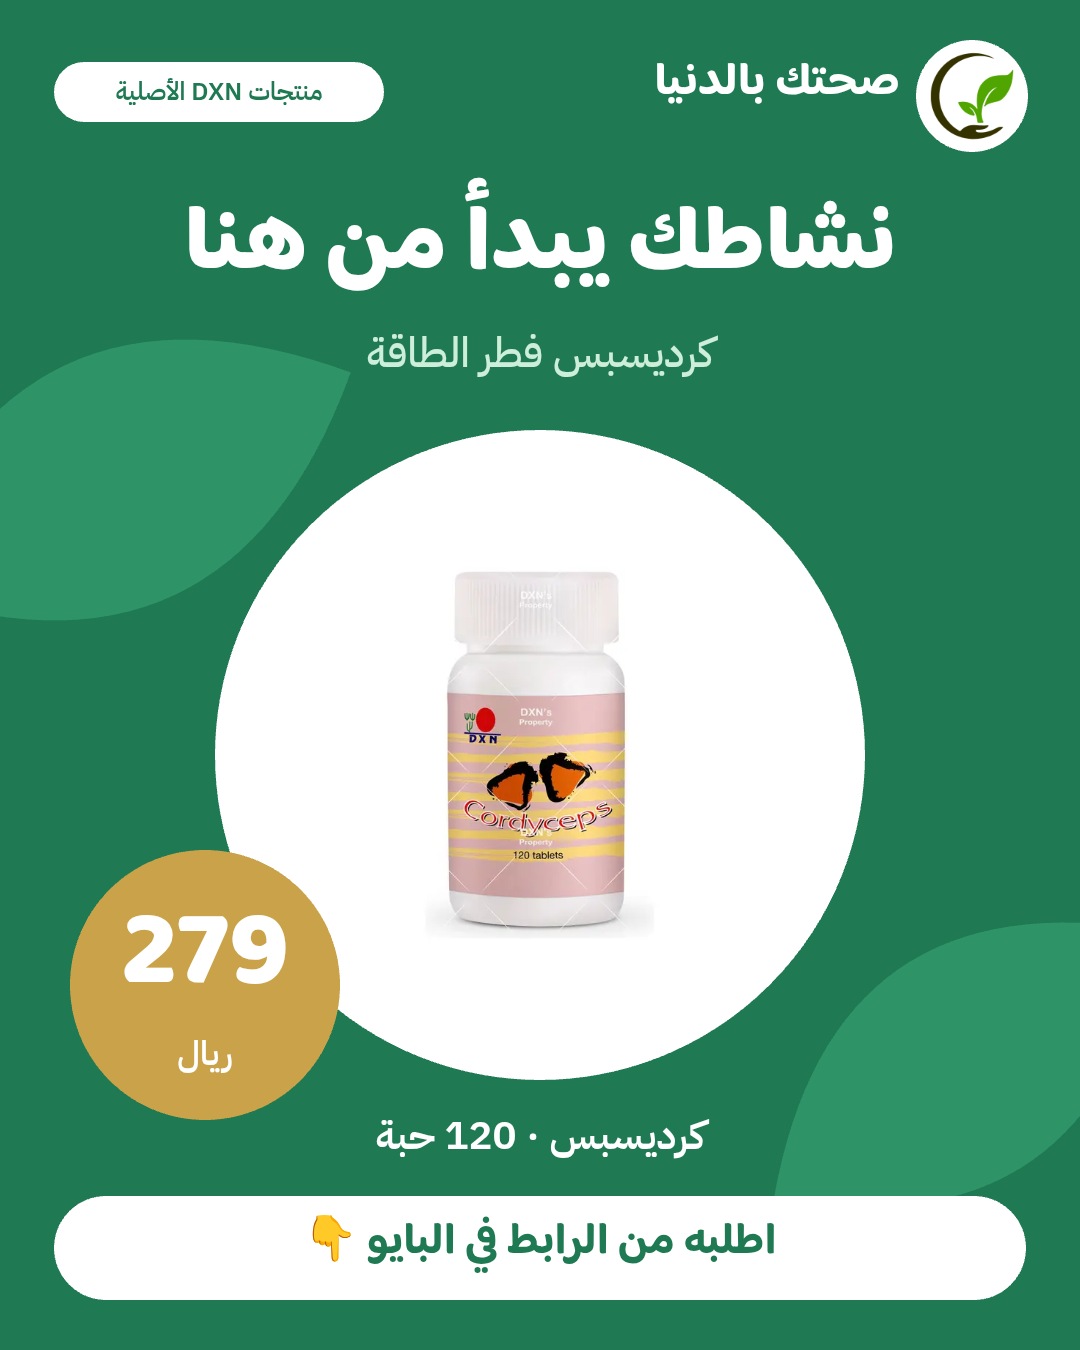 صحتك بالدنيا
منتجات DXN الأصلية
نشاطك يبدأ من هنا
كرديسبس فطر الطاقة
DXN's
Property
DXN's
Property
DXN
Cordyceps
DXN's
Property
120 tablets
279
ريال
كرديسبس · 120 حبة
اطلبه من الرابط في البايو 👇